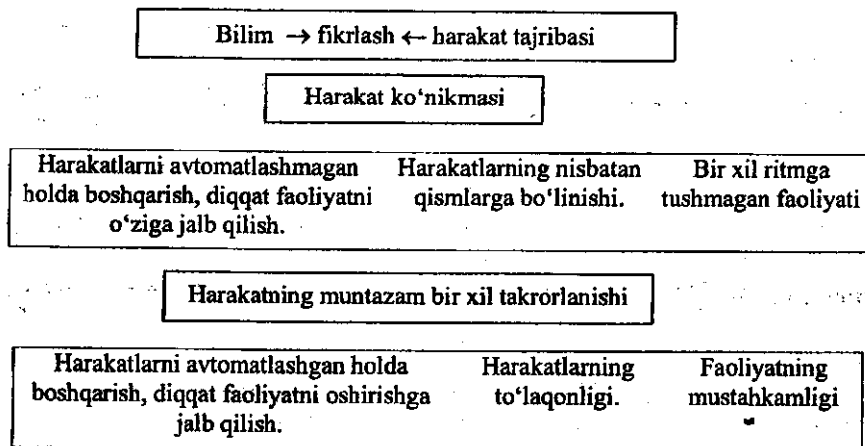 Bilim → fikrlash ← harakat tajribasi
Harakat ko‘nikmasi
Harakatlarni avtomatlashmagan
holda boshqarish, diqqat faoliyatni
o‘ziga jalb qilish.
Harakatlarning nisbatan
qismlarga bo‘linishi.
Bir xil ritmga
tushmagan faoliyati
Harakatning muntazam bir xil takrorlanishi
Harakatlarni avtomatlashgan holda
boshqarish, diqqat faoliyatni oshirishga
jalb qilish.
Harakatlarning
to‘laqonligi.
Faoliyatning
mustahkamligi